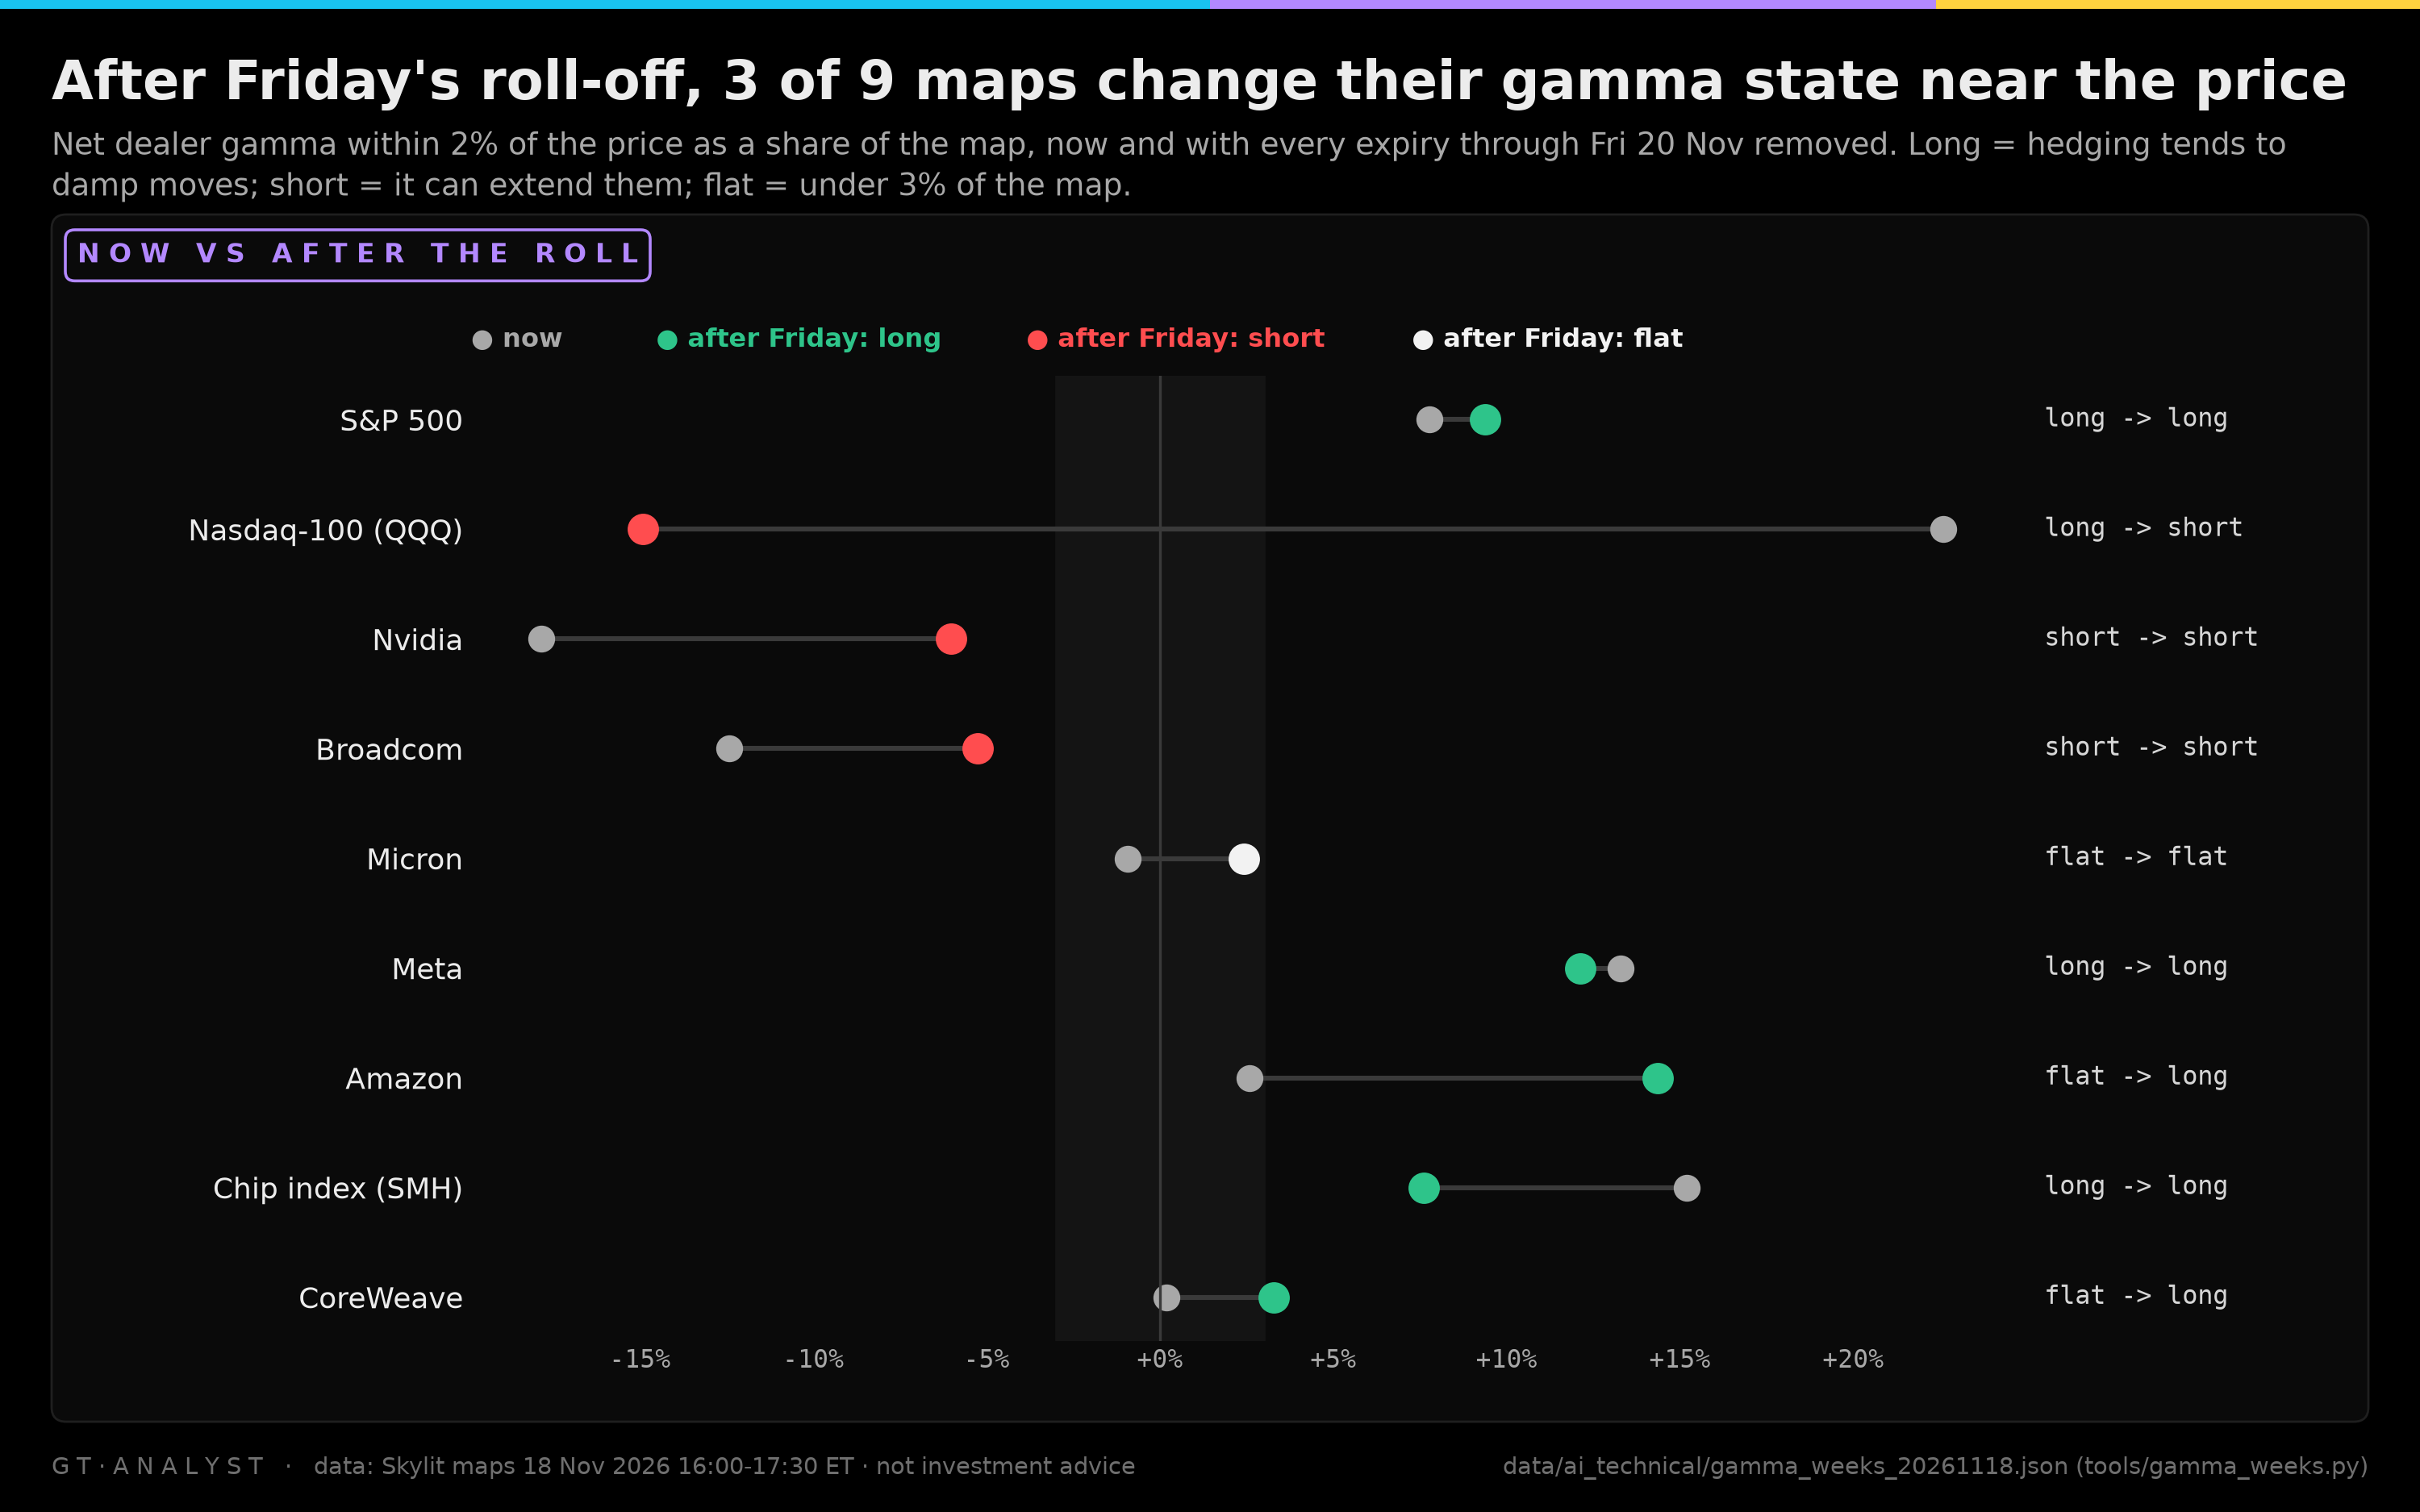 After Friday's roll-off, 3 of 9 maps change their gamma state near the price
Net dealer gamma within 2% of the price as a share of the map, now and with every expiry through Fri 20 Nov removed. Long = hedging tends to
damp moves; short = it can extend them; flat = under 3% of the map.
NOW VS AFTER THE ROLL
now after Friday: long after Friday: short after Friday: flat
S&P 500 long -> long
Nasdaq-100 (QQQ) long -> short
Nvidia short -> short
Broadcom short -> short
Micron flat -> flat
Meta long -> long
Amazon flat -> long
Chip index (SMH) long -> long
CoreWeave flat -> long
-15% -10% -5% +0% +5% +10% +15% +20%
GT·ANALYST · data: Skylit maps 18 Nov 2026 16:00-17:30 ET · not investment advice data/ai_technical/gamma_weeks_20261118.json (tools/gamma_weeks.py)